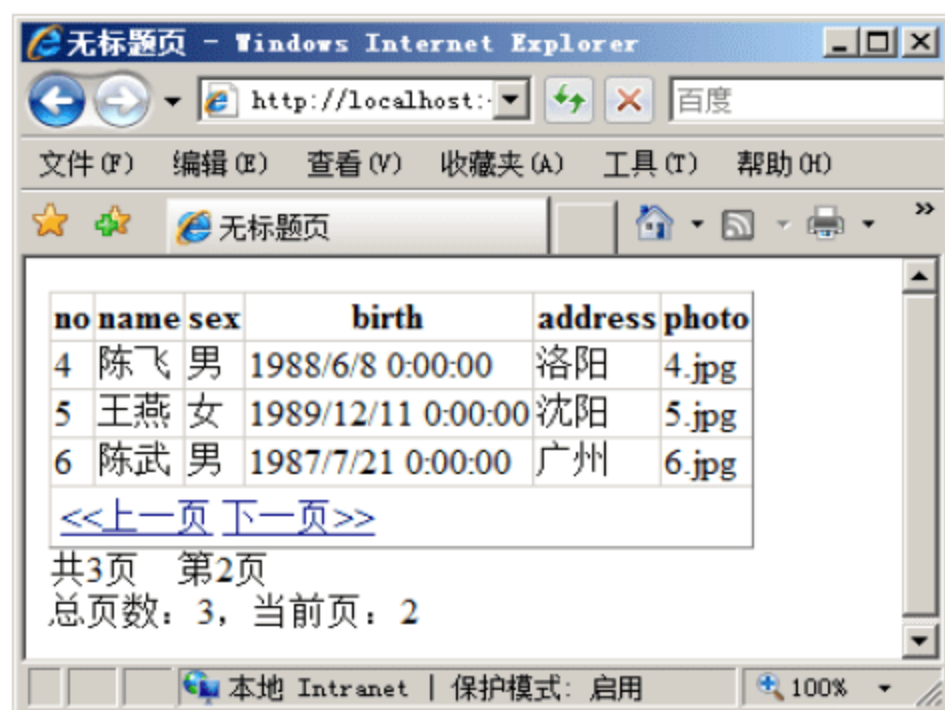 无标题页 - Windows Internet Explorer
http://localhost: 百度
文件(F) 编辑(E) 查看(V) 收藏夹(A) 工具(T) 帮助(H)
无标题页 »
no name sex birth address photo
4 陈飞 男 1988/6/8 0:00:00 洛阳 4.jpg
5 王燕 女 1989/12/11 0:00:00 沈阳 5.jpg
6 陈武 男 1987/7/21 0:00:00 广州 6.jpg
<<上一页 下一页>>
共3页 第2页
总页数：3，当前页：2
本地 Intranet | 保护模式: 启用 100%